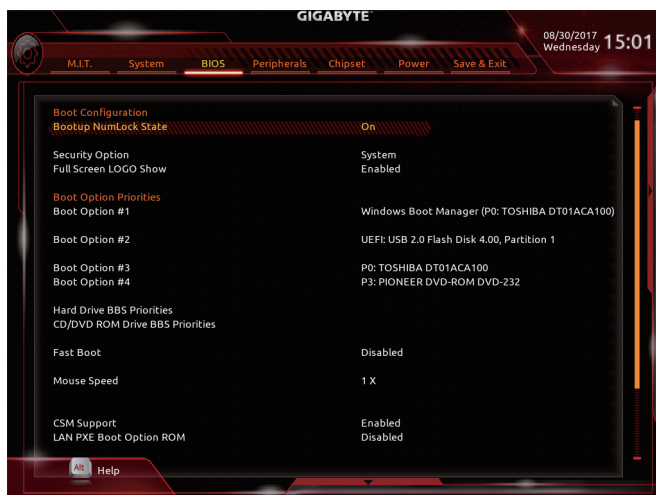 GIGABYTE™
08/30/2017 Wednesday 15:01
M.I.T. System BIOS Peripherals Chipset Power Save & Exit
Boot Configuration
Bootup NumLock State On
Security Option System
Full Screen LOGO Show Enabled
Boot Option Priorities
Boot Option #1 Windows Boot Manager (P0: TOSHIBA DT01ACA100)
Boot Option #2 UEFI: USB 2.0 Flash Disk 4.00, Partition 1
Boot Option #3 P0: TOSHIBA DT01ACA100
Boot Option #4 P3: PIONEER DVD-ROM DVD-232
Hard Drive BBS Priorities
CD/DVD ROM Drive BBS Priorities
Fast Boot Disabled
Mouse Speed 1 X
CSM Support Enabled
LAN PXE Boot Option ROM Disabled
Alt Help